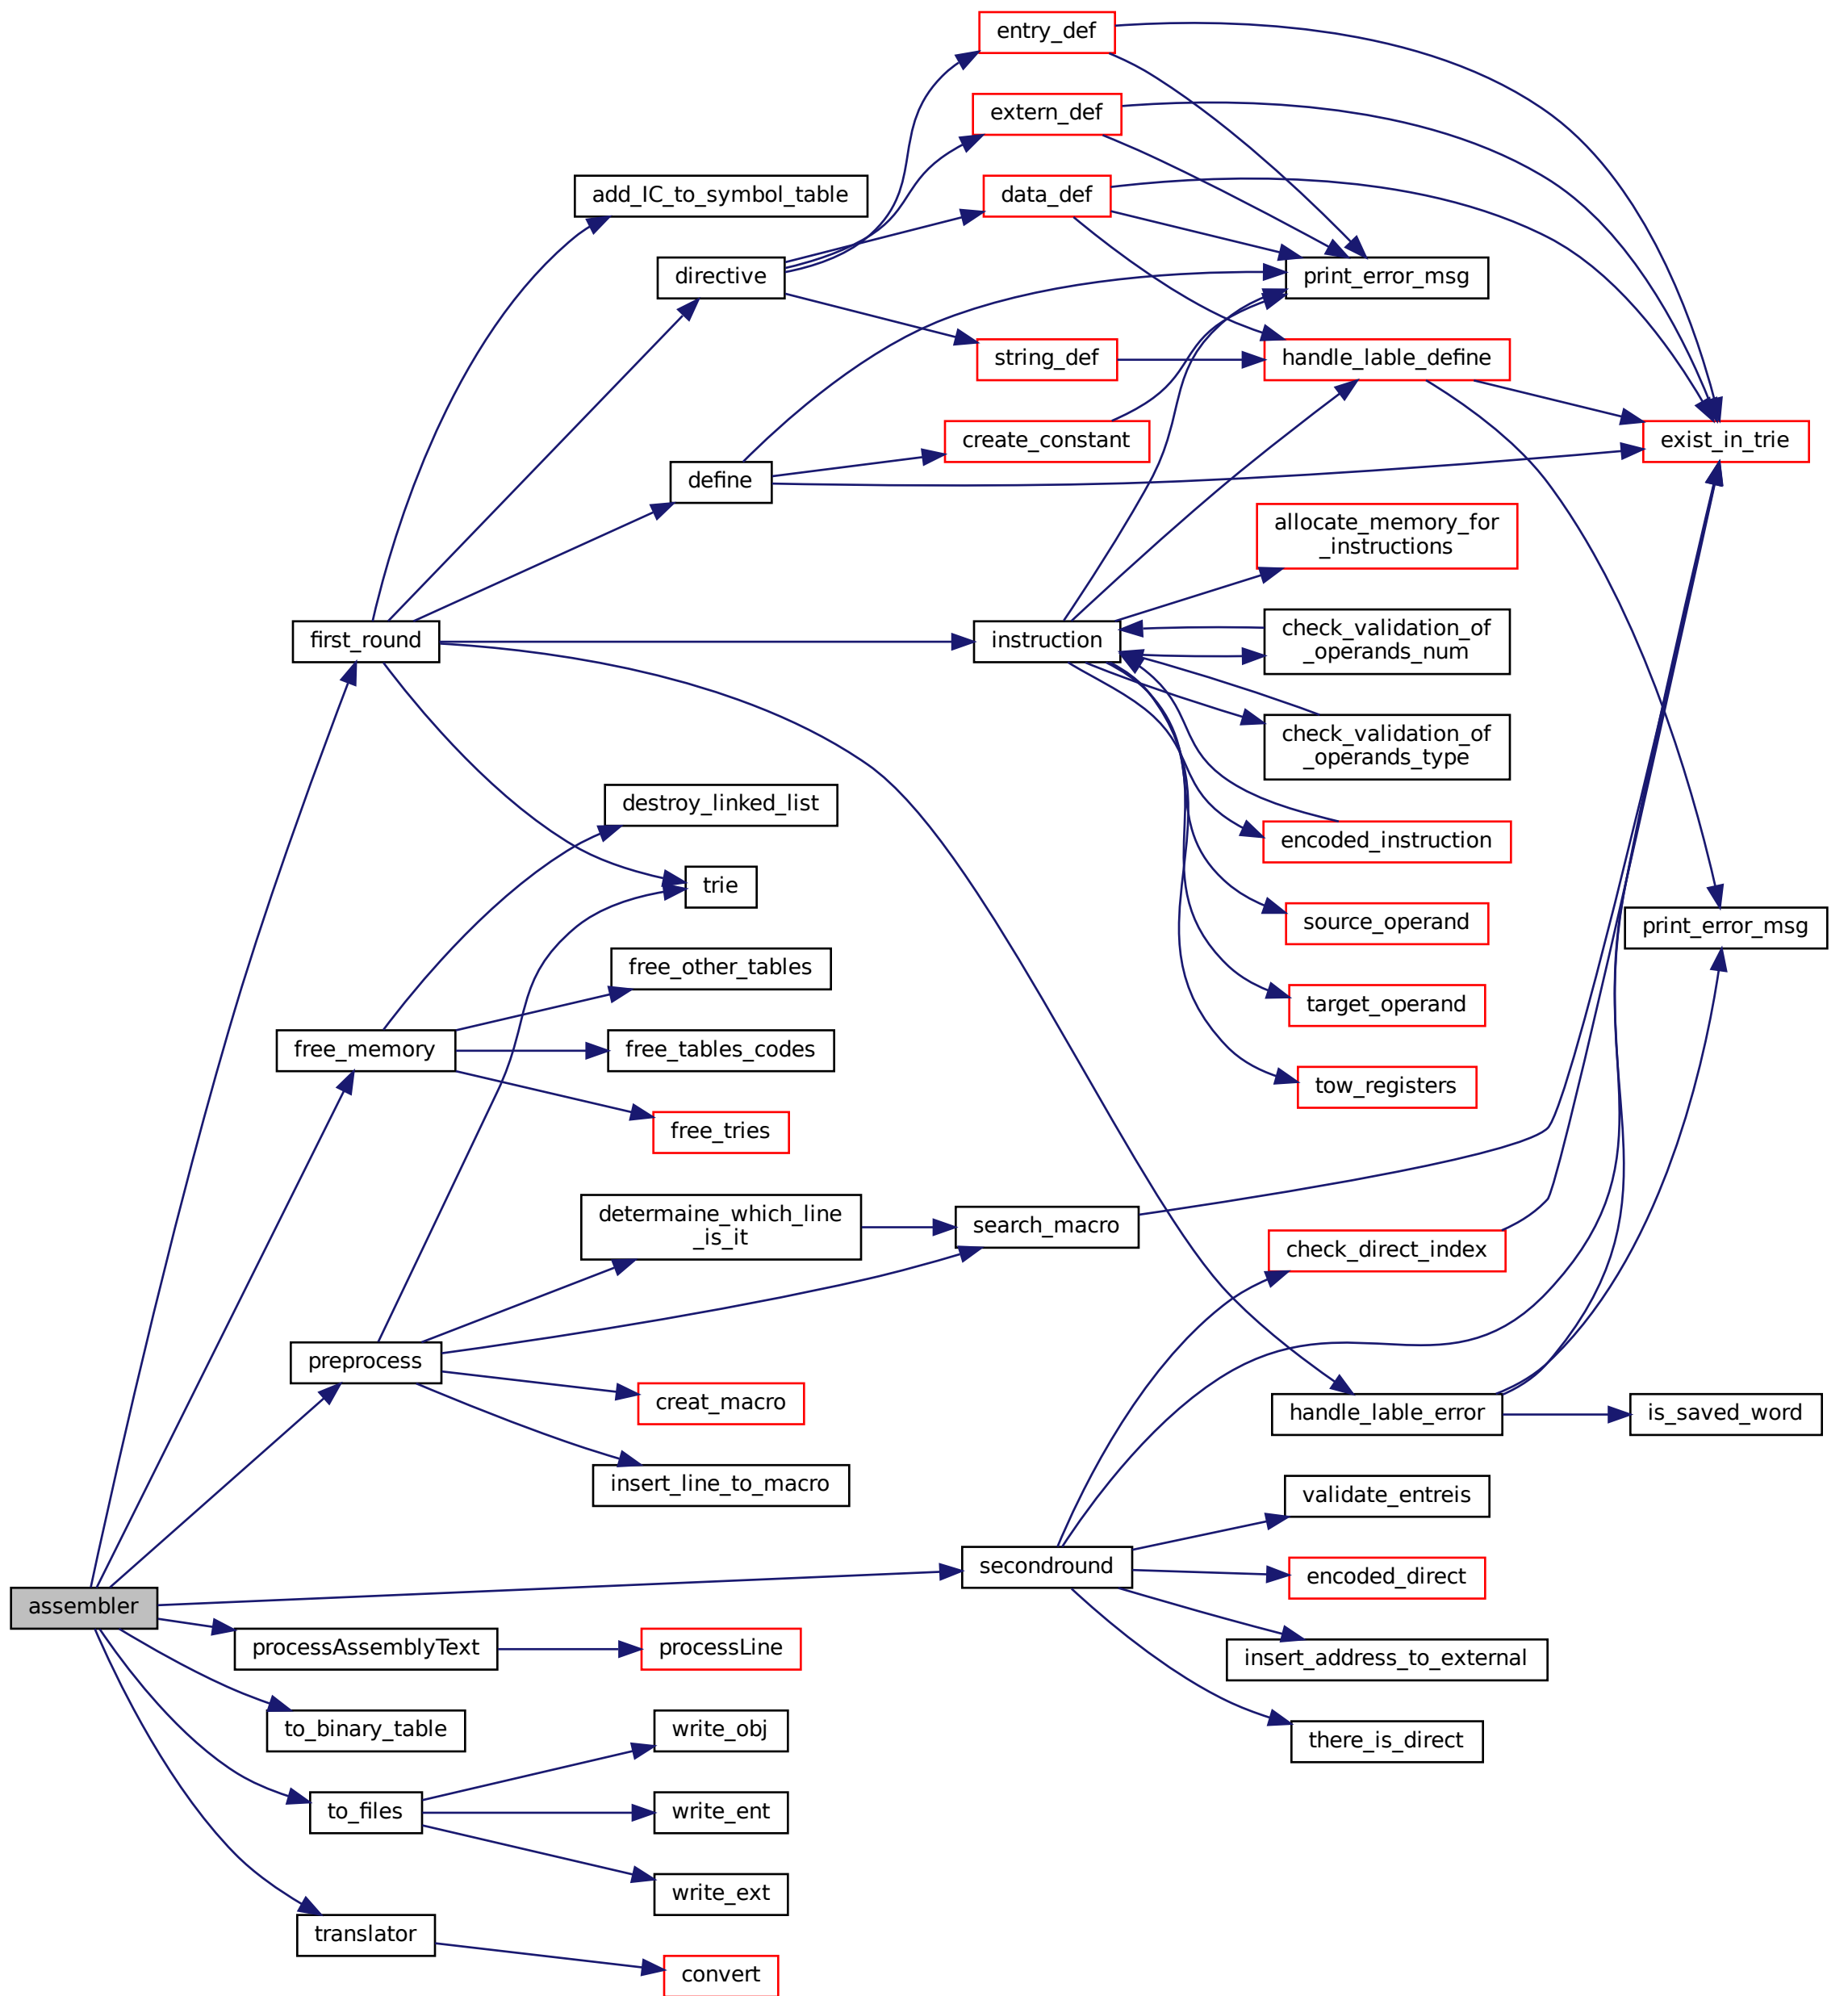 entry_def
extern_def
add_IC_to_symbol_table
data_def
directive
print_error_msg
string_def
handle_lable_define
create_constant
exist_in_trie
define
allocate_memory_for
_instructions
first_round
instruction
check_validation_of
_operands_num
check_validation_of
_operands_type
destroy_linked_list
encoded_instruction
trie
source_operand
print_error_msg
free_other_tables
target_operand
free_memory
free_tables_codes
tow_registers
free_tries
determaine_which_line
_is_it
search_macro
check_direct_index
preprocess
creat_macro
handle_lable_error
is_saved_word
insert_line_to_macro
validate_entreis
secondround
encoded_direct
assembler
processAssemblyText
processLine
insert_address_to_external
to_binary_table
write_obj
there_is_direct
to_files
write_ent
write_ext
translator
convert